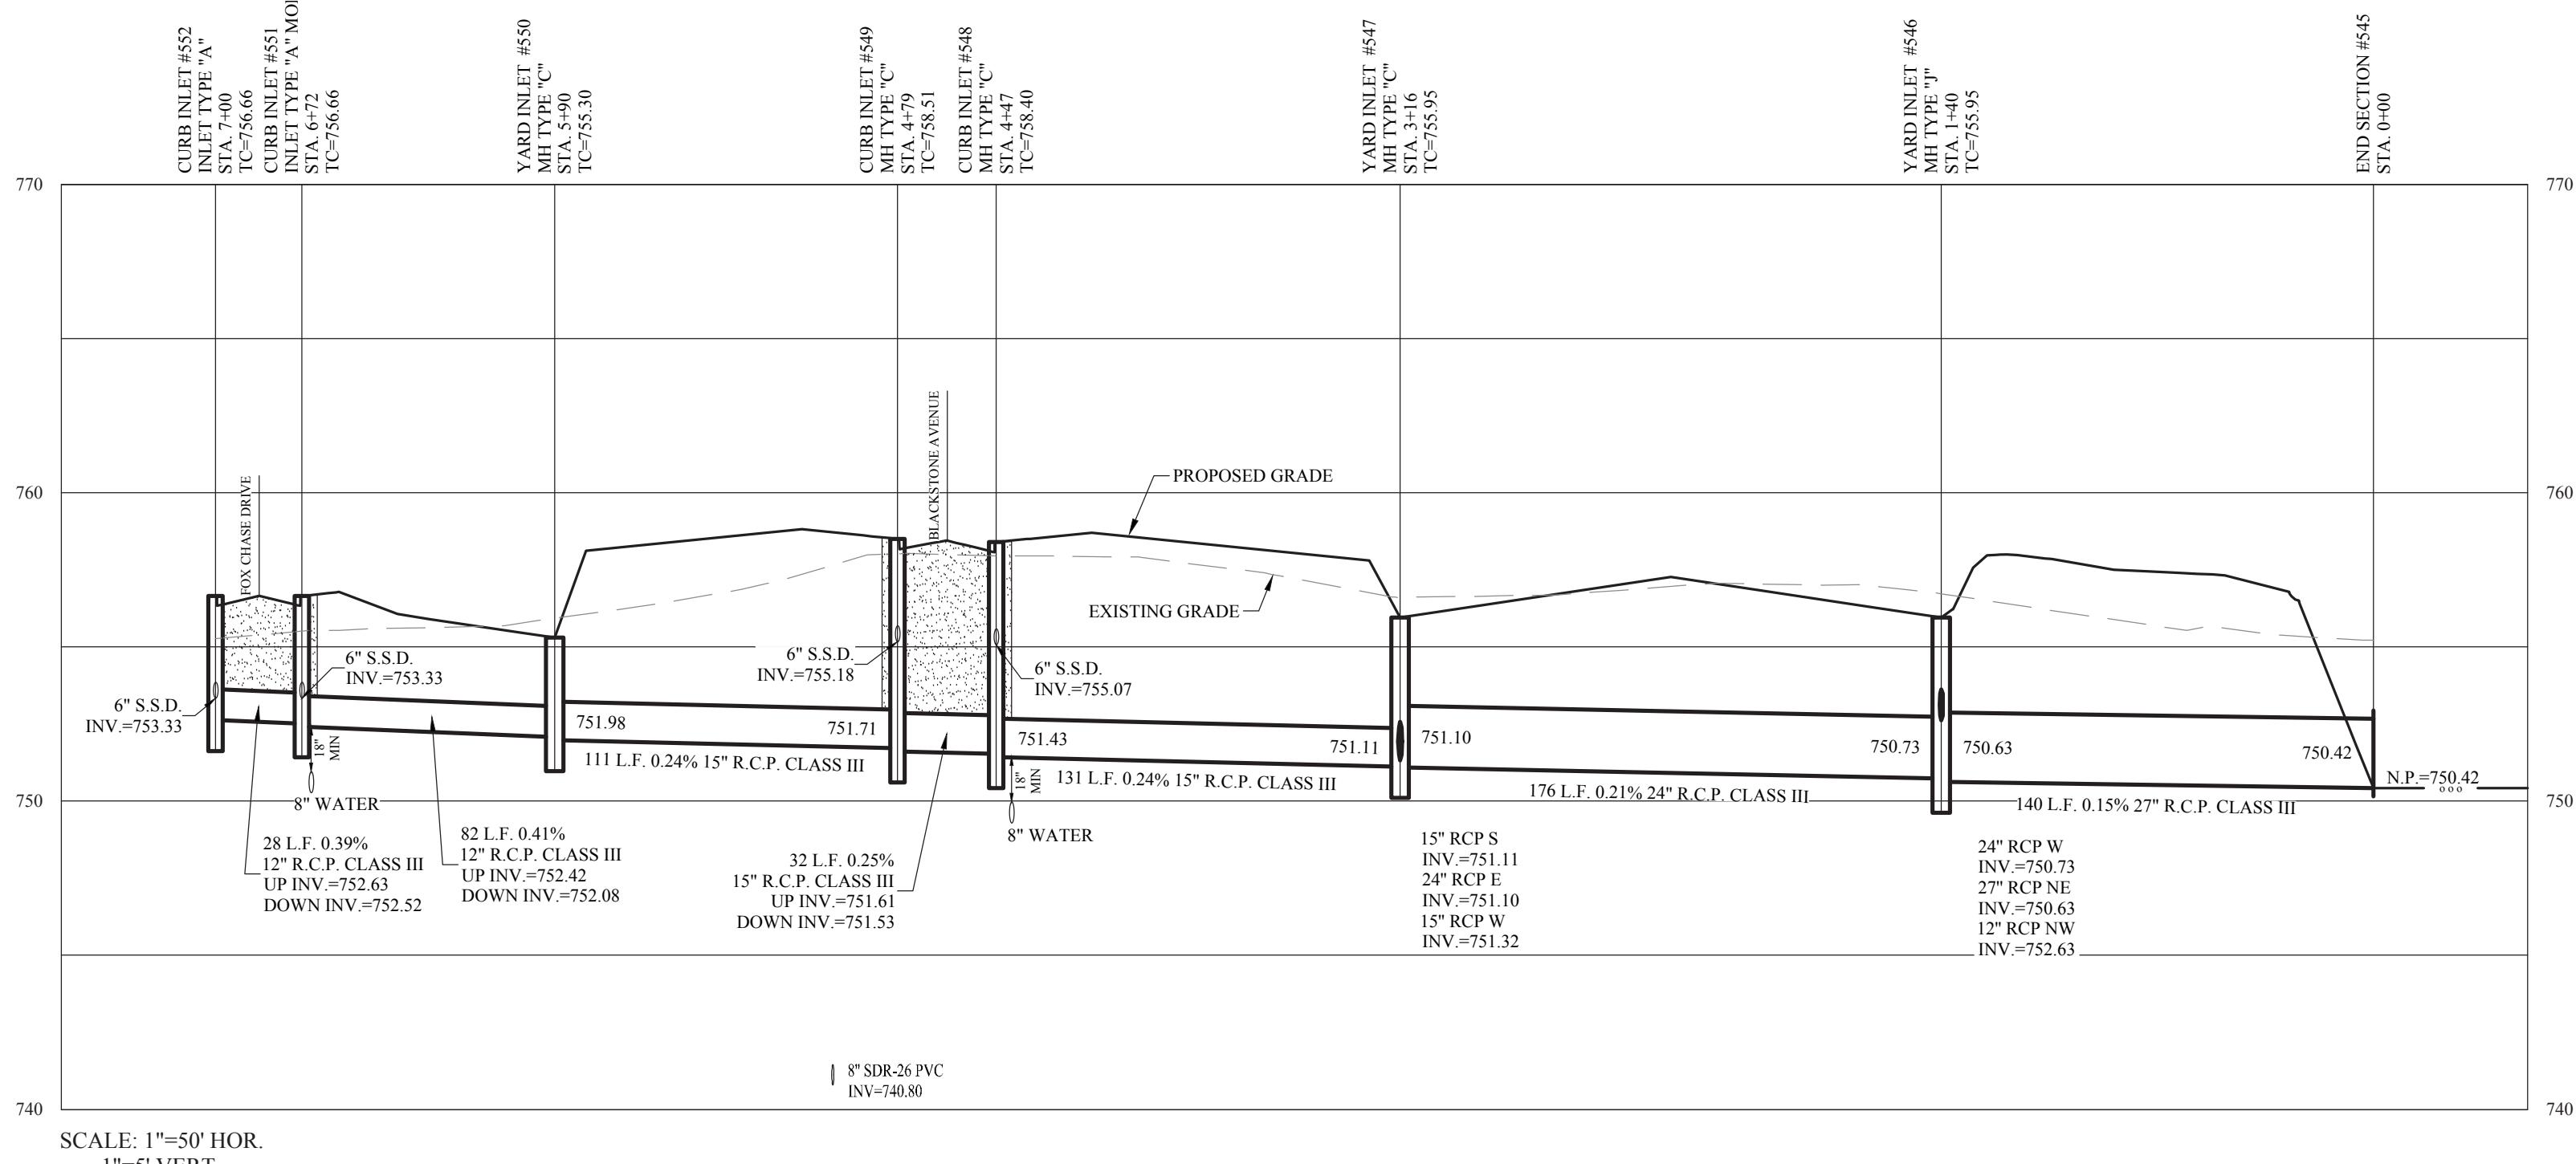 CURB INLET #552
INLET TYPE "A"
STA. 7+00
TC=756.66
CURB INLET #551
INLET TYPE "A"
STA. 6+72
TC=756.66
YARD INLET #550
MH TYPE "C"
STA. 5+90
TC=755.30
CURB INLET #549
MH TYPE "C"
STA. 4+79
TC=758.51
CURB INLET #548
MH TYPE "C"
STA. 4+47
TC=758.40
YARD INLET #547
MH TYPE "C"
STA. 3+16
TC=755.95
YARD INLET #546
MH TYPE "J"
STA. 1+40
TC=755.95
END SECTION #545
STA. 0+00
770
770
760
760
FOX CHASE DRIVE
BLACKSTONE AVENUE
PROPOSED GRADE
EXISTING GRADE
6" S.S.D.
INV.=753.33
6" S.S.D.
INV.=753.33
6" S.S.D.
INV.=755.18
6" S.S.D.
INV.=755.07
18"
MIN
8" WATER
751.98
751.71
111 L.F. 0.24% 15" R.C.P. CLASS III
751.43
751.11
18"
MIN
131 L.F. 0.24% 15" R.C.P. CLASS III
8" WATER
751.10
750.73
176 L.F. 0.21% 24" R.C.P. CLASS III
750.63
750.42
140 L.F. 0.15% 27" R.C.P. CLASS III
N.P.=750.42
750
750
28 L.F. 0.39%
12" R.C.P. CLASS III
UP INV.=752.63
DOWN INV.=752.52
82 L.F. 0.41%
12" R.C.P. CLASS III
UP INV.=752.42
DOWN INV.=752.08
32 L.F. 0.25%
15" R.C.P. CLASS III
UP INV.=751.61
DOWN INV.=751.53
15" RCP S
INV.=751.11
24" RCP E
INV.=751.10
15" RCP W
INV.=751.32
24" RCP W
INV.=750.73
27" RCP NE
INV.=750.63
12" RCP NW
INV.=752.63
8" SDR-26 PVC
INV=740.80
740
740
SCALE: 1"=50' HOR.
1"=5' VERT